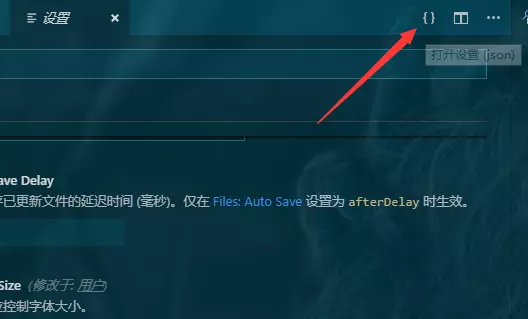 设置
{ }
打开设置 (json)
ave Delay
序已更新文件的延迟时间 (毫秒)。仅在 Files: Auto Save 设置为 afterDelay 时生效。
Size (修改于: 用户)
控制字体大小。